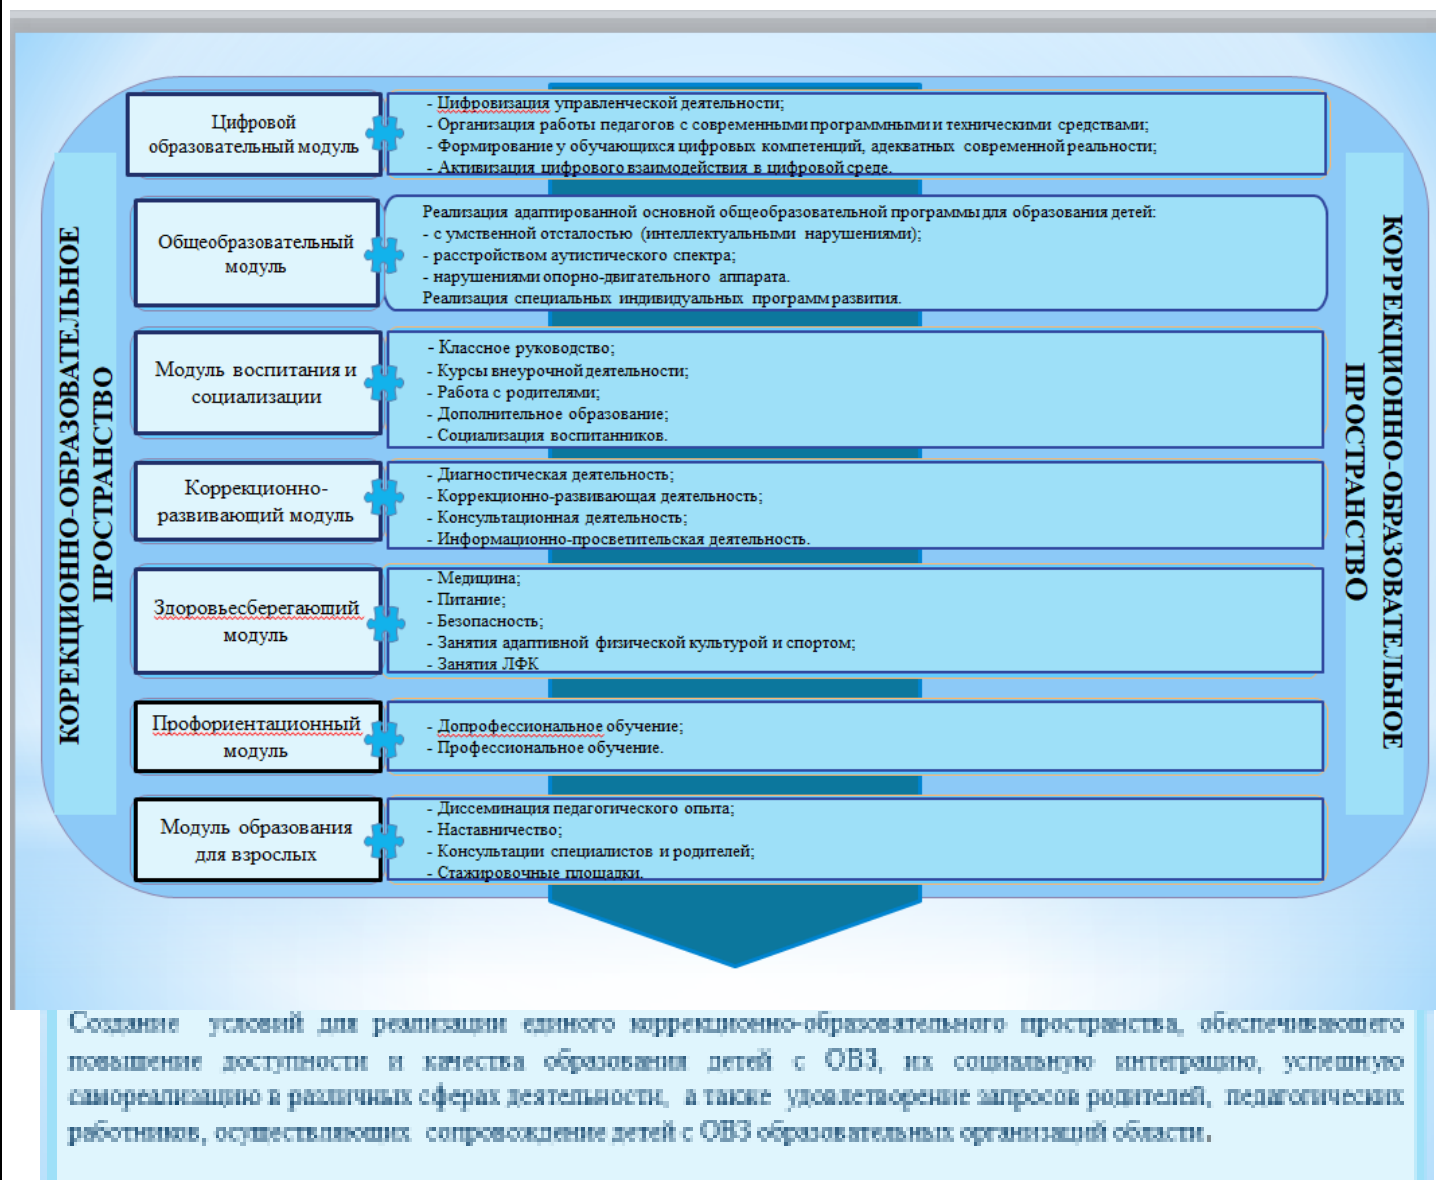 КОРЕКЦИОННО-ОБРАЗОВАТЕЛЬНОЕ
ПРОСТРАНСТВО
Цифровой
образовательный модуль
- Цифровизация управленческой деятельности;
- Организация работы педагогов с современными программными и техническими средствами;
- Формирование у обучающихся цифровых компетенций, адекватных современной реальности;
- Активизация цифрового взаимодействия в цифровой среде.
Общеобразовательный
модуль
Реализация адаптированной основной общеобразовательной программы для образования детей:
- с умственной отсталостью (интеллектуальными нарушениями);
- расстройством аутистического спектра;
- нарушениями опорно-двигательного аппарата.
Реализация специальных индивидуальных программ развития.
Модуль воспитания и
социализации
- Классное руководство;
- Курсы внеурочной деятельности;
- Работа с родителями;
- Дополнительное образование;
- Социализация воспитанников.
Коррекционно-
развивающий модуль
- Диагностическая деятельность;
- Коррекционно-развивающая деятельность;
- Консультационная деятельность;
- Информационно-просветительская деятельность.
Здоровьесберегающий
модуль
- Медицина;
- Питание;
- Безопасность;
- Занятия адаптивной физической культурой и спортом;
- Занятия ЛФК
Профориентационный
модуль
- Допрофессиональное обучение;
- Профессиональное обучение.
Модуль образования
для взрослых
- Диссеминация педагогического опыта;
- Наставничество;
- Консультации специалистов и родителей;
- Стажировочные площадки.
КОРРЕКЦИОННО-ОБРАЗОВАТЕЛЬНОЕ
ПРОСТРАНСТВО
Создание условий для реализации единого коррекционно-образовательного пространства, обеспечивающего
повышение доступности и качества образования детей с ОВЗ, их социальную интеграцию, успешную
самореализацию в различных сферах деятельности, а также удовлетворение запросов родителей, педагогических
работников, осуществляющих сопровождение детей с ОВЗ образовательных организаций области.